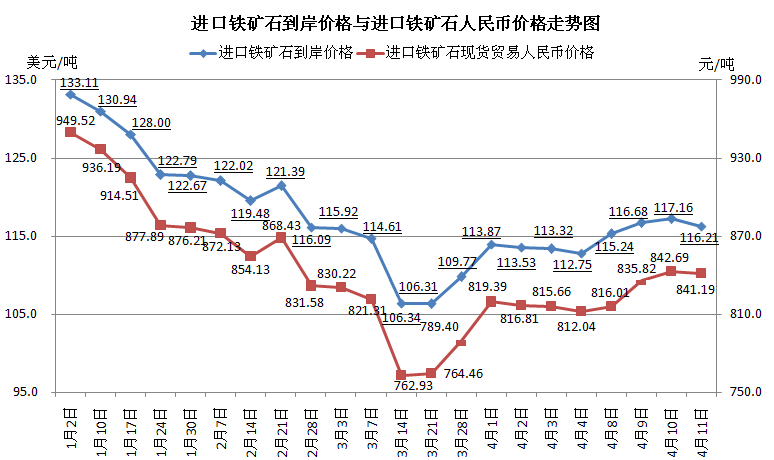 进口铁矿石到岸价格与进口铁矿石人民币价格走势图
进口铁矿石到岸价格 进口铁矿石现货贸易人民币价格
美元/吨 元/吨
135.0 990.0
133.11
130.94
949.52 128.00
936.19
125.0 122.79 122.02 930.0
122.67 121.39
914.51
119.48
877.89 876.21 872.13 868.43 116.09 115.92 114.61
113.87 113.53 113.32 112.75 115.24 116.68 117.16 116.21
115.0 870.0
854.13
831.58 830.22 821.31
106.34 106.31 109.77
819.39 816.81 815.66 812.04 816.01 835.82 842.69 841.19
105.0 810.0
762.93 789.40 764.46
95.0 750.0
1月2日 1月10日 1月17日 1月24日 1月30日 2月7日 2月14日 2月21日 2月28日 3月3日 3月7日 3月14日 3月21日 3月28日 4月1日 4月2日 4月3日 4月4日 4月8日 4月9日 4月10日 4月11日